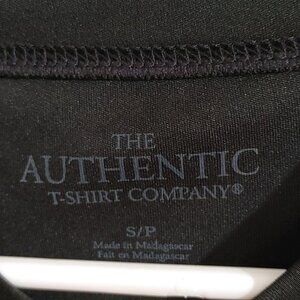 THE
AUTHENTIC
T-SHIRT COMPANY®
S/P
Made in Madagascar
Fait en Madagascar